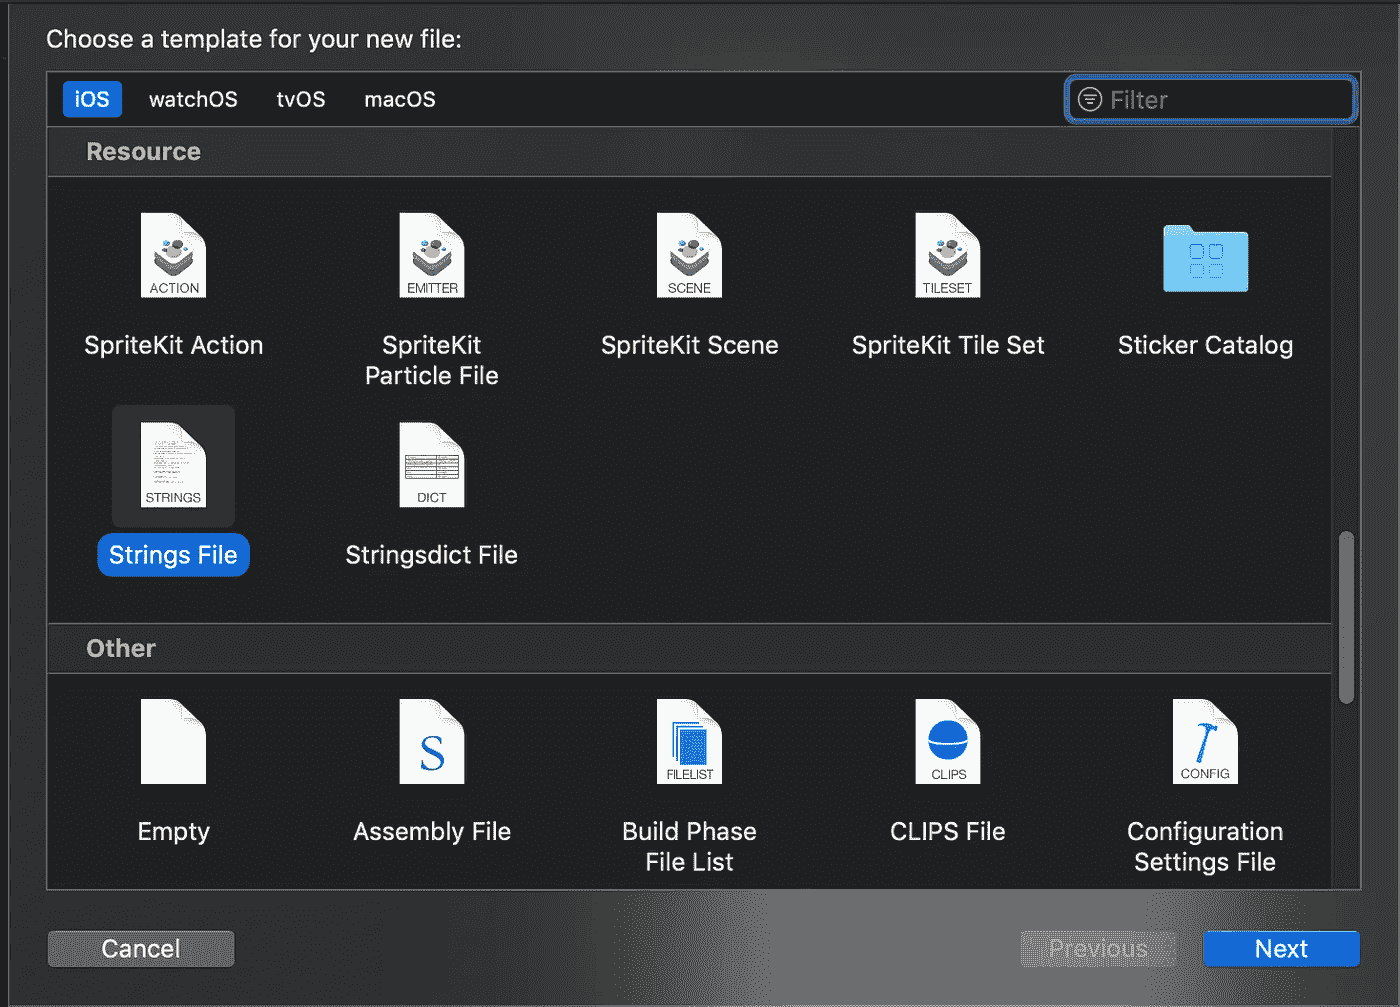 Choose a template for your new file:
iOS watchOS tvOS macOS Filter
Resource
ACTION EMITTER SCENE TILESET
SpriteKit Action SpriteKit Particle File SpriteKit Scene SpriteKit Tile Set Sticker Catalog
STRINGS DICT
Strings File Stringsdict File
Other
S FILELIST CLIPS CONFIG
Empty Assembly File Build Phase File List CLIPS File Configuration Settings File
Cancel Previous Next